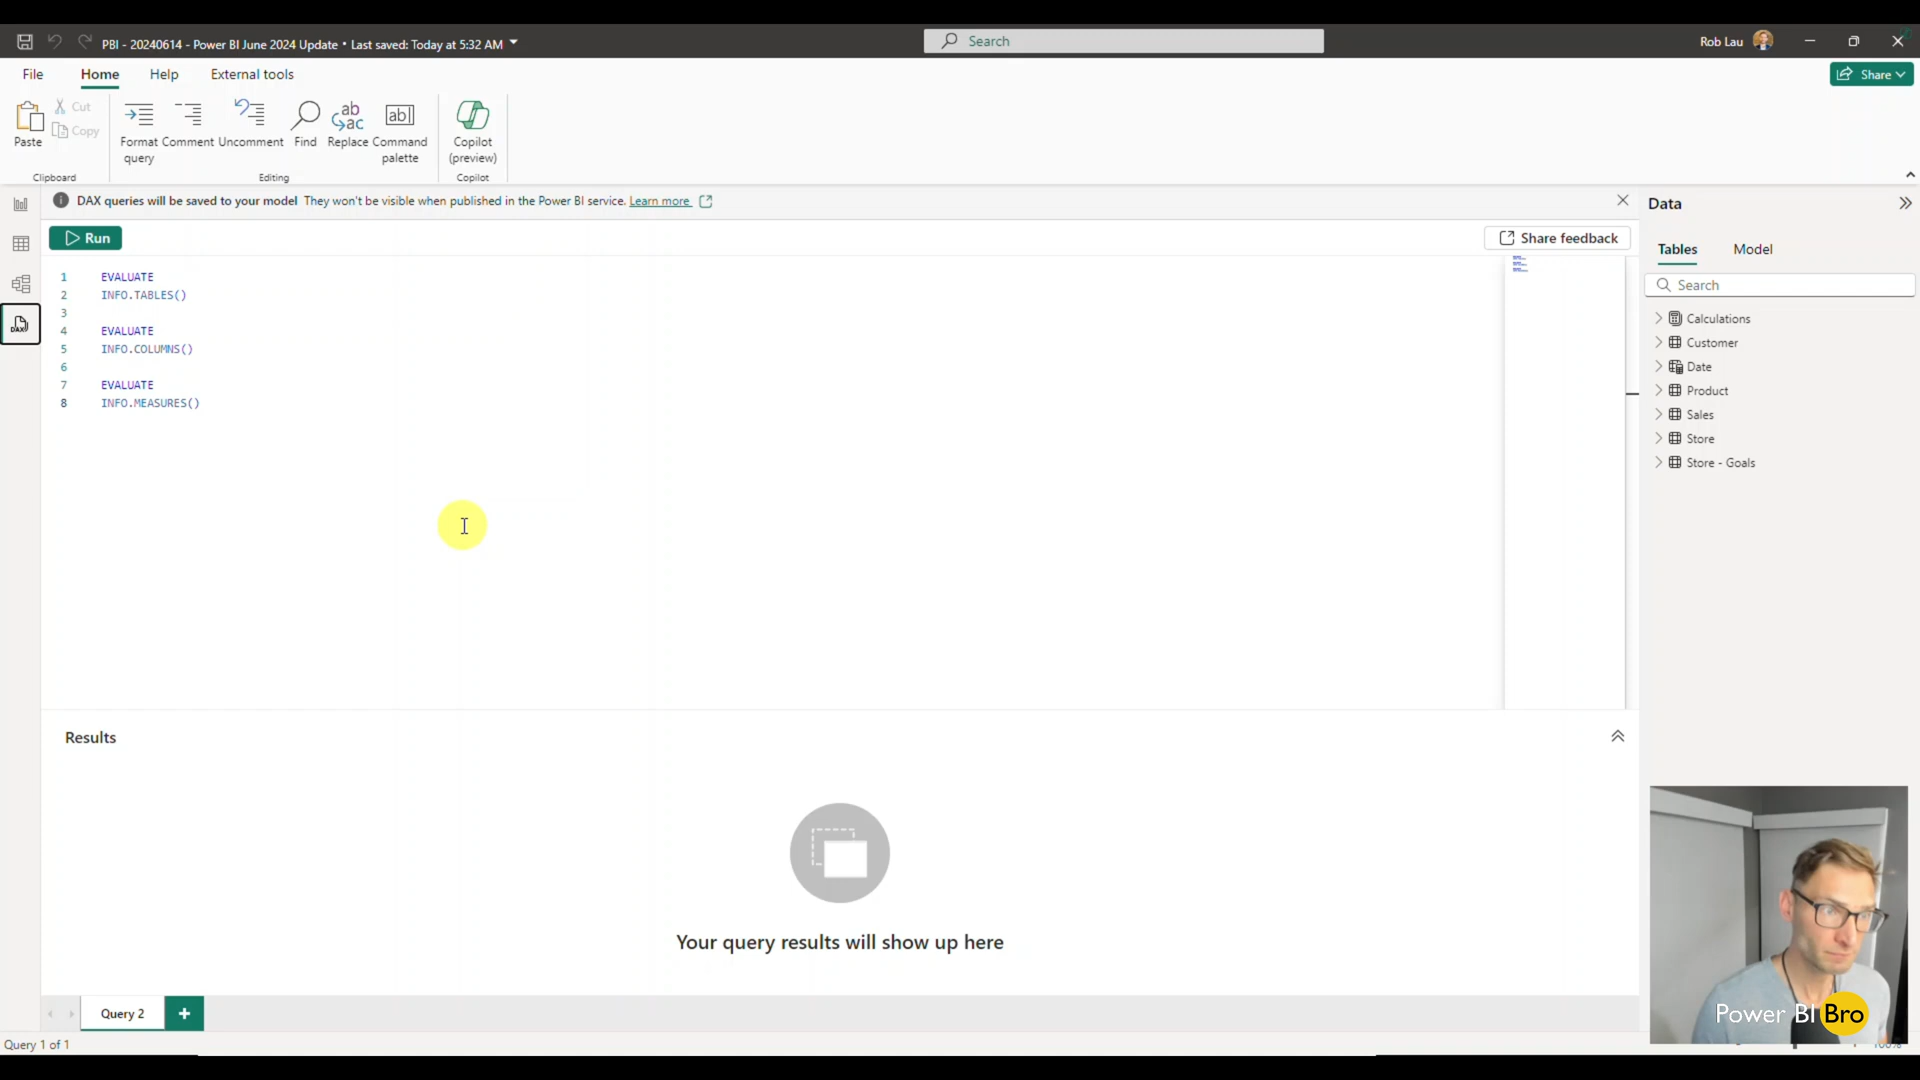 PBI - 20240614 - Power BI June 2024 Update • Last saved: Today at 5:32 AM
Search
Rob Lau
File
Home
Help
External tools
Share
Paste
Cut
Copy
Format query
Comment
Uncomment
Find
Replace
Command palette
Copilot (preview)
Clipboard
Editing
Copilot
DAX queries will be saved to your model They won't be visible when published in the Power BI service. Learn more
Data
Run
Share feedback
Tables
Model
Search
1 EVALUATE
2 INFO.TABLES()
3
4 EVALUATE
5 INFO.COLUMNS()
6
7 EVALUATE
8 INFO.MEASURES()
DAX
Calculations
Customer
Date
Product
Sales
Store
Store - Goals
Results
Your query results will show up here
Query 2
Power BI Bro
Query 1 of 1